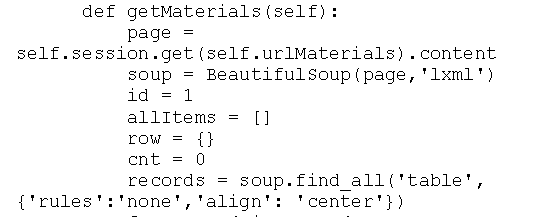 def getMaterials(self):
page =
self.session.get(self.urlMaterials).content
soup = BeautifulSoup(page,'lxml')
id = 1
allItems = []
row = {}
cnt = 0
records = soup.find_all('table',
{'rules':'none','align': 'center'})